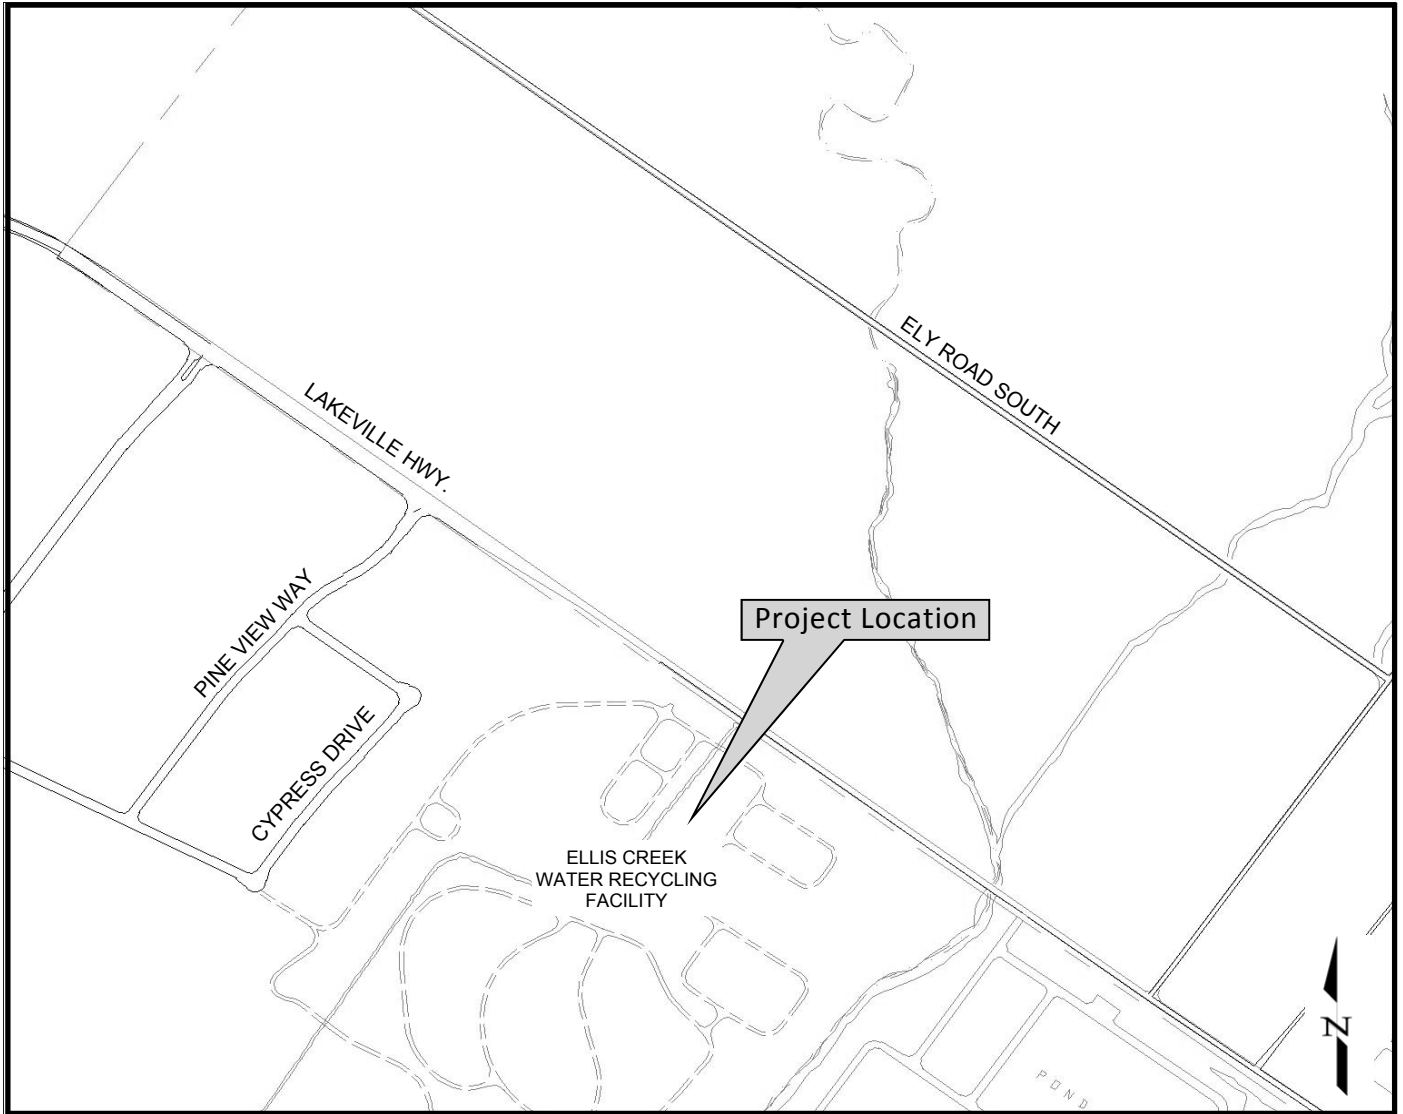 ELY ROAD SOUTH
LAKEVILLE HWY.
PINE VIEW WAY
Project Location
CYPRESS DRIVE
ELLIS CREEK
WATER RECYCLING
FACILITY
N
POND